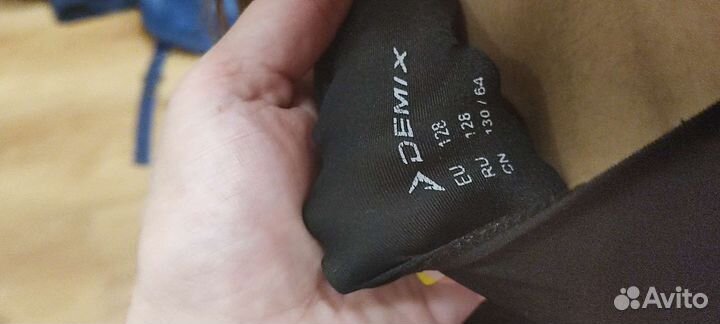 DEMIX
EU 128
RU 128
CN 130/64
Avito